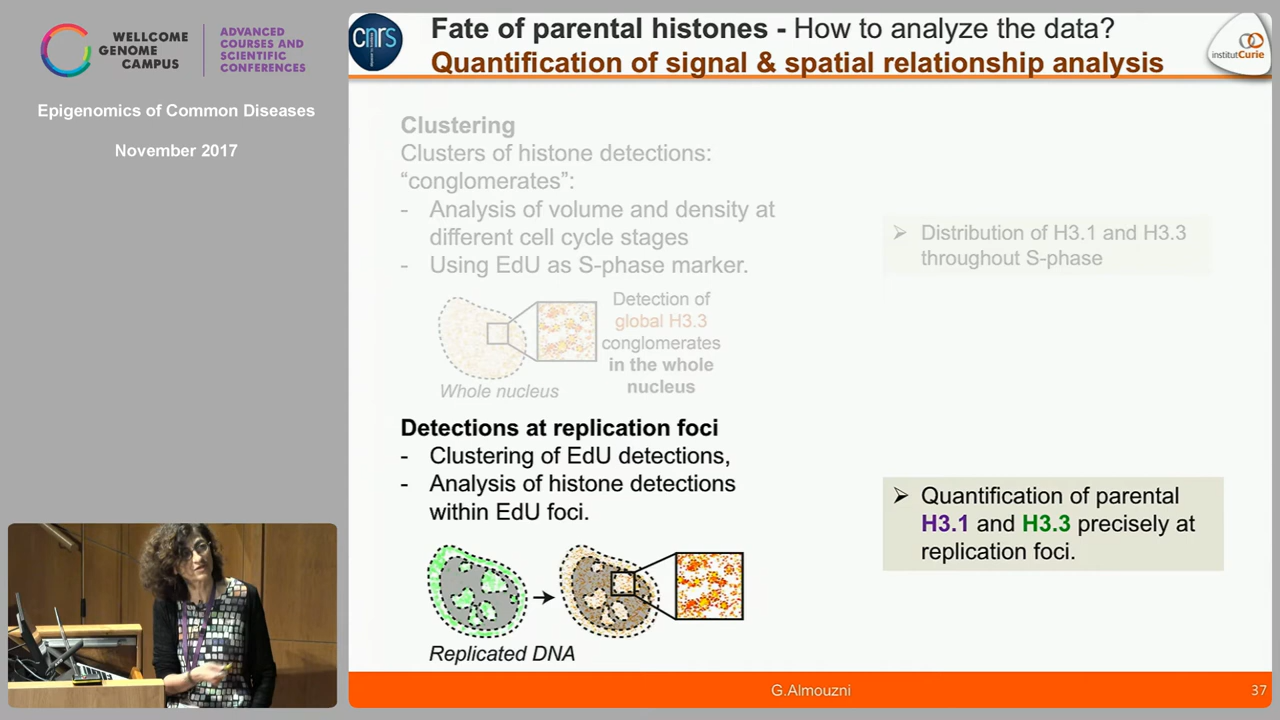 WELLCOME
GENOME
CAMPUS
ADVANCED
COURSES AND
SCIENTIFIC
CONFERENCES
Epigenomics of Common Diseases
November 2017
cnrs
Fate of parental histones - How to analyze the data?
Quantification of signal & spatial relationship analysis
institutCurie
Clustering
Clusters of histone detections:
“conglomerates”:
- Analysis of volume and density at
different cell cycle stages
- Using EdU as S-phase marker.
Detection of
global H3.3
conglomerates
in the whole
nucleus
Whole nucleus
➢ Distribution of H3.1 and H3.3
throughout S-phase
Detections at replication foci
- Clustering of EdU detections,
- Analysis of histone detections
within EdU foci.
Replicated DNA
➢ Quantification of parental
H3.1 and H3.3 precisely at
replication foci.
G.Almouzni
37